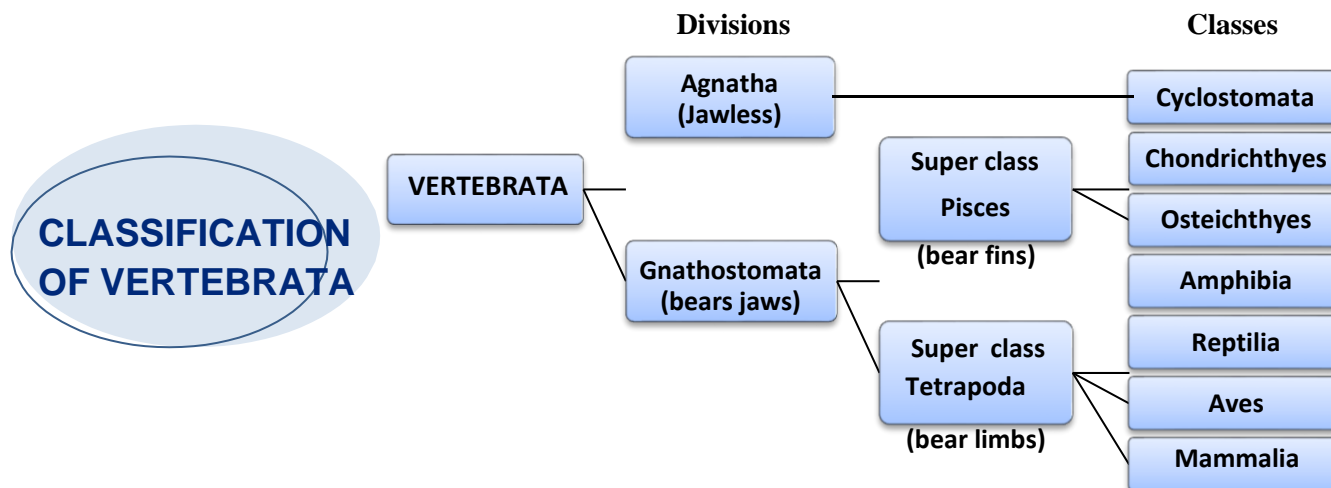 Divisions
Classes
Agnatha
(Jawless)
Cyclostomata
Super class
Pisces
(bear fins)
Chondrichthyes
VERTEBRATA
CLASSIFICATION
OF VERTEBRATA
Osteichthyes
Gnathostomata
(bears jaws)
Amphibia
Super class
Tetrapoda
(bear limbs)
Reptilia
Aves
Mammalia